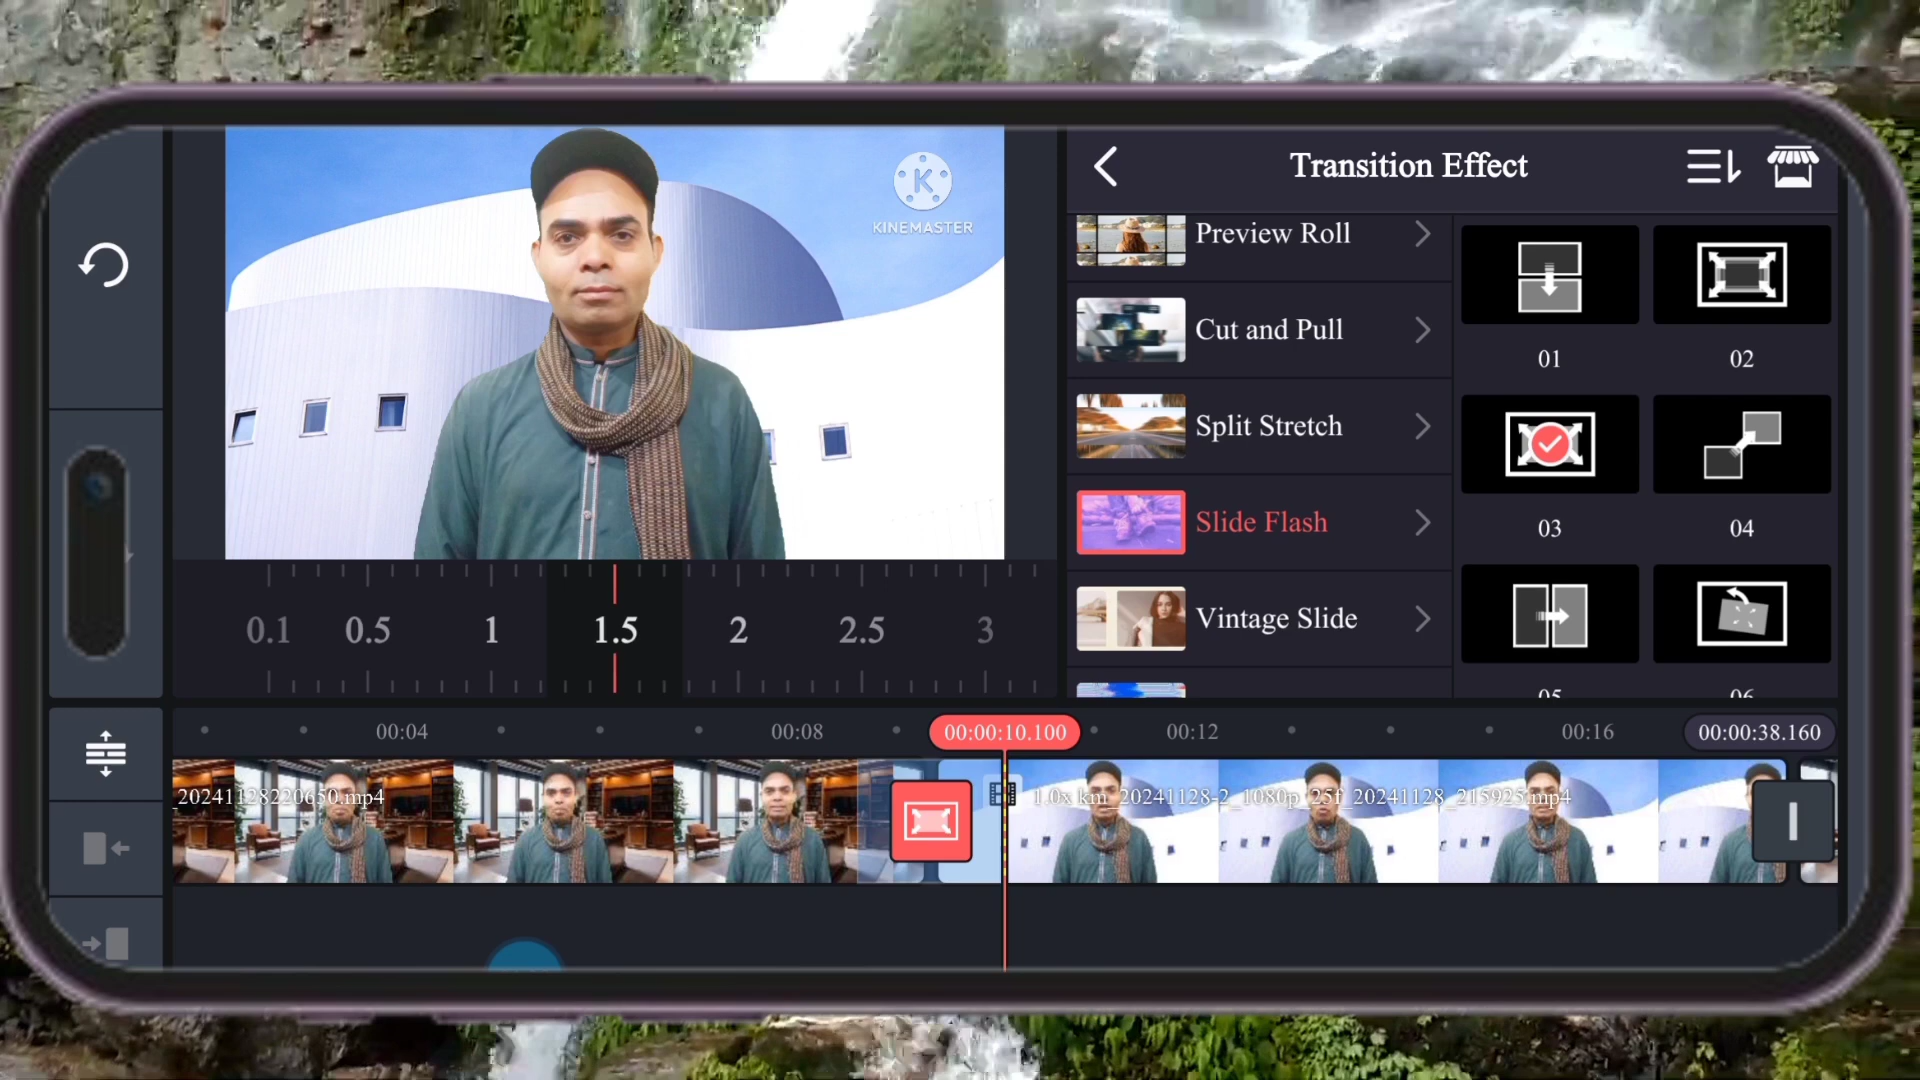 K
KINEMASTER
Transition Effect
Preview Roll
Cut and Pull
Split Stretch
Slide Flash
Vintage Slide
01
02
03
04
05
06
0.1 0.5 1 1.5 2 2.5 3
00:04 00:08 00:00:10.100 00:12 00:16 00:00:38.160
_20241128220650.mp4
1.0x km_20241128-2_1080p_25f_20241128_215925.mp4